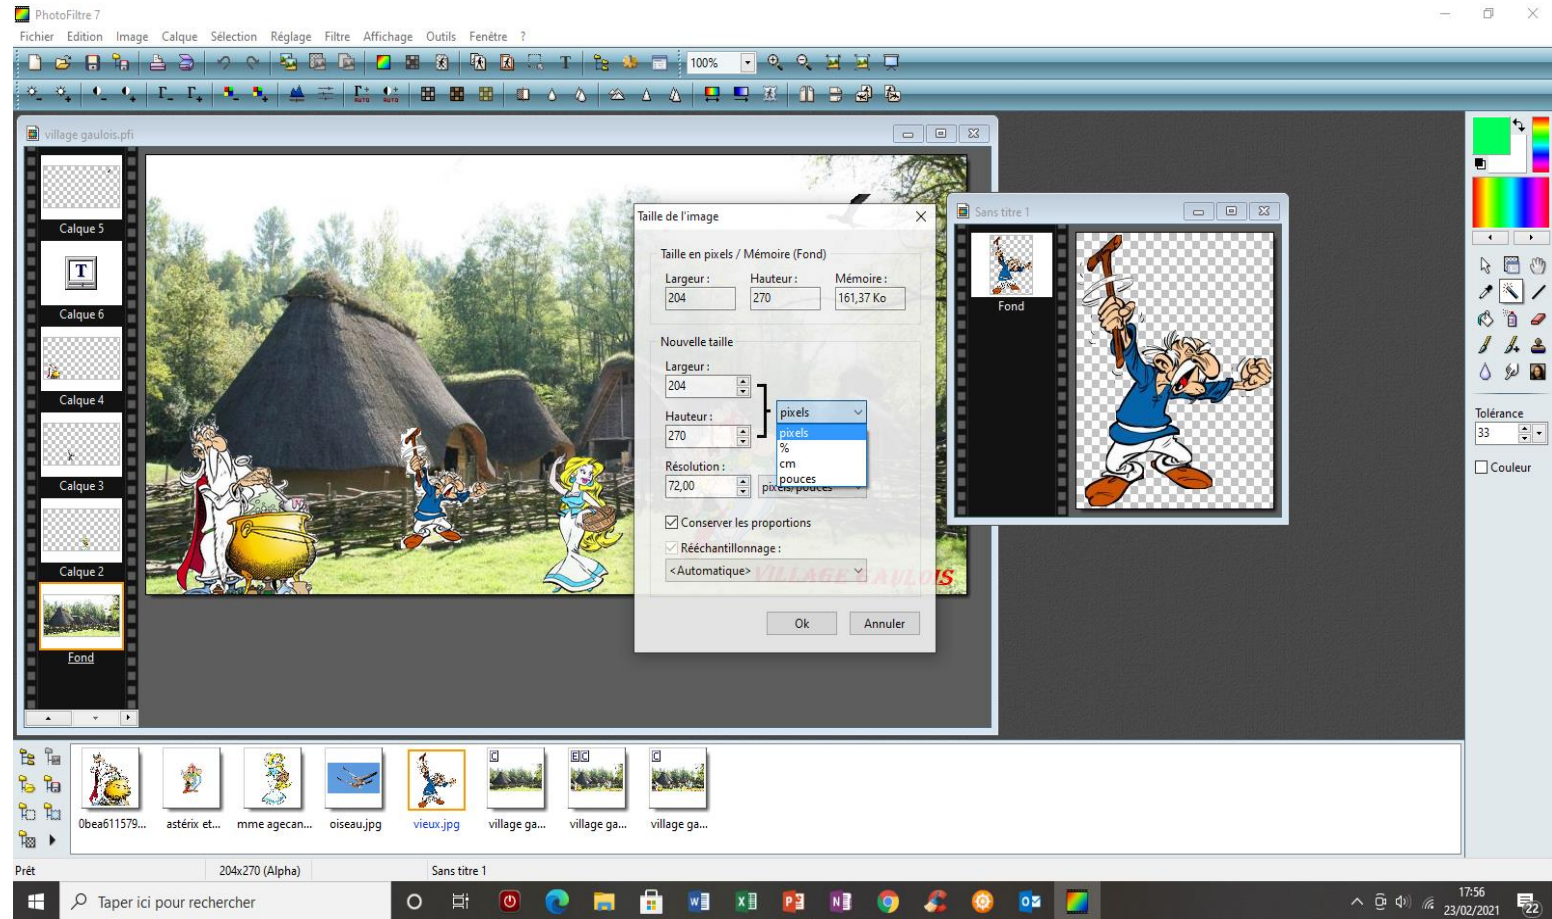 PhotoFiltre 7
Fichier Edition Image Calque Sélection Réglage Filtre Affichage Outils Fenêtre ?
T 100%
AUTO AUTO
village gaulois.pfi
Calque 5
T
Calque 6
Calque 4
Calque 3
Calque 2
Fond
VILLAGE GAULOIS
Taille de l'image
Taille en pixels / Mémoire (Fond)
Largeur : Hauteur : Mémoire :
204 270 161,37 Ko
Nouvelle taille
Largeur :
204
Hauteur :
270
pixels
pixels
%
cm
pouces
Résolution :
72,00 pixels/pouces
Conserver les proportions
Rééchantillonnage :
<Automatique>
Ok Annuler
Sans titre 1
Fond
Tolérance
33
Couleur
C EC C
0bea611579... astérix et... mme agecan... oiseau.jpg vieux.jpg village ga... village ga... village ga...
Prêt 204x270 (Alpha) Sans titre 1
Taper ici pour rechercher
17:56
23/02/2021
22